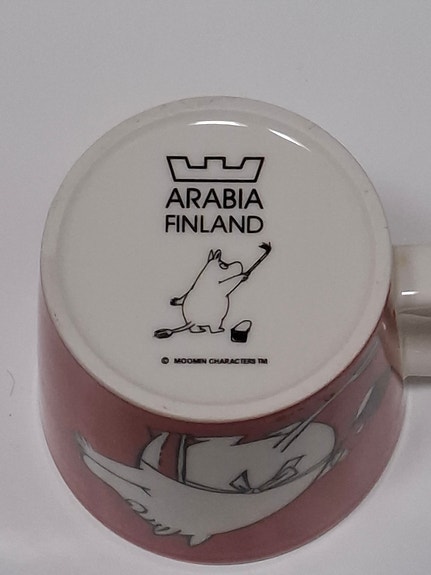 ARABIA
FINLAND
© MOOMIN CHARACTERS TM